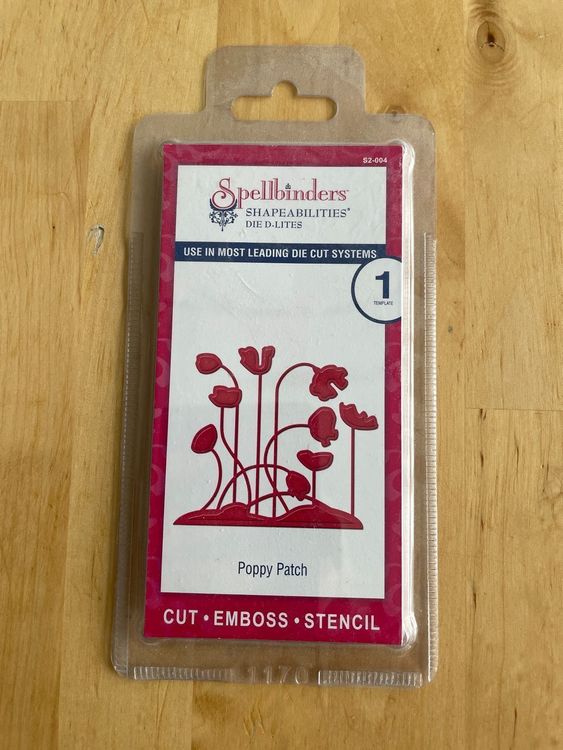 S2-004
Spellbinders™
SHAPEABILITIES®
DIE D-LITES
USE IN MOST LEADING DIE CUT SYSTEMS
1
TEMPLATE
Poppy Patch
CUT • EMBOSS • STENCIL
1170